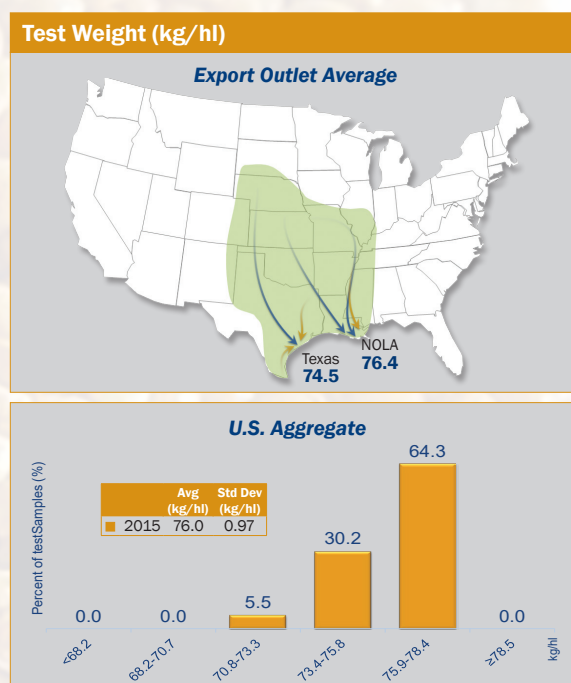 Test Weight (kg/hl)
Export Outlet Average
Texas
74.5
NOLA
76.4
U.S. Aggregate
Percent of testSamples (%)
Avg Std Dev
(kg/hl) (kg/hl)
2015 76.0 0.97
0.0 0.0 5.5 30.2 64.3 0.0
<68.2 68.2-70.7 70.8-73.3 73.4-75.8 75.9-78.4 ≥78.5 kg/hl